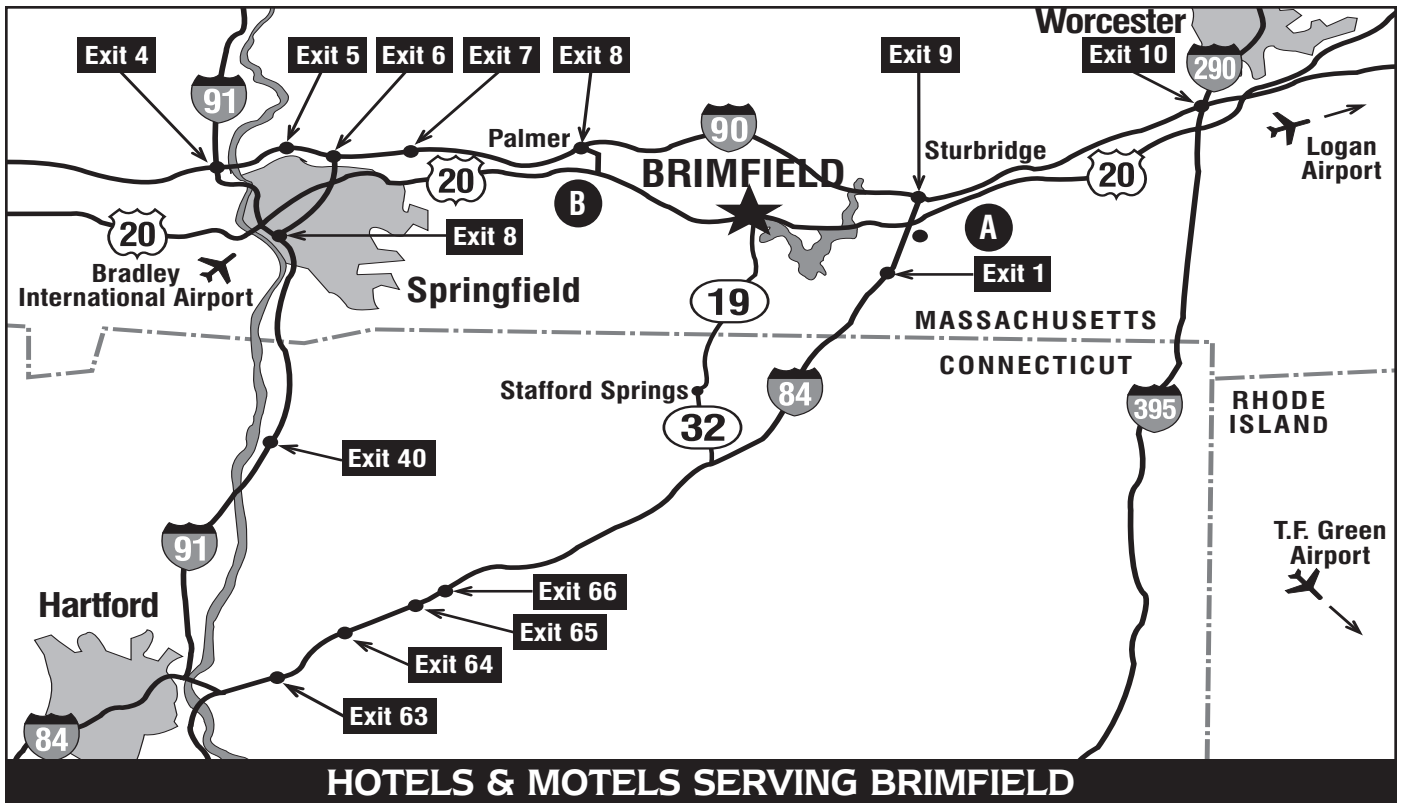 Worcester
Exit 4
Exit 5
Exit 6
Exit 7
Exit 8
Exit 9
Exit 10
290
91
90
Palmer
Sturbridge
Logan
Airport
BRIMFIELD
20
20
B
A
20
Exit 8
Bradley
International Airport
Springfield
Exit 1
19
MASSACHUSETTS
CONNECTICUT
Stafford Springs
84
32
395
RHODE
ISLAND
Exit 40
91
T.F. Green
Airport
Hartford
Exit 66
Exit 65
Exit 64
Exit 63
84
HOTELS & MOTELS SERVING BRIMFIELD